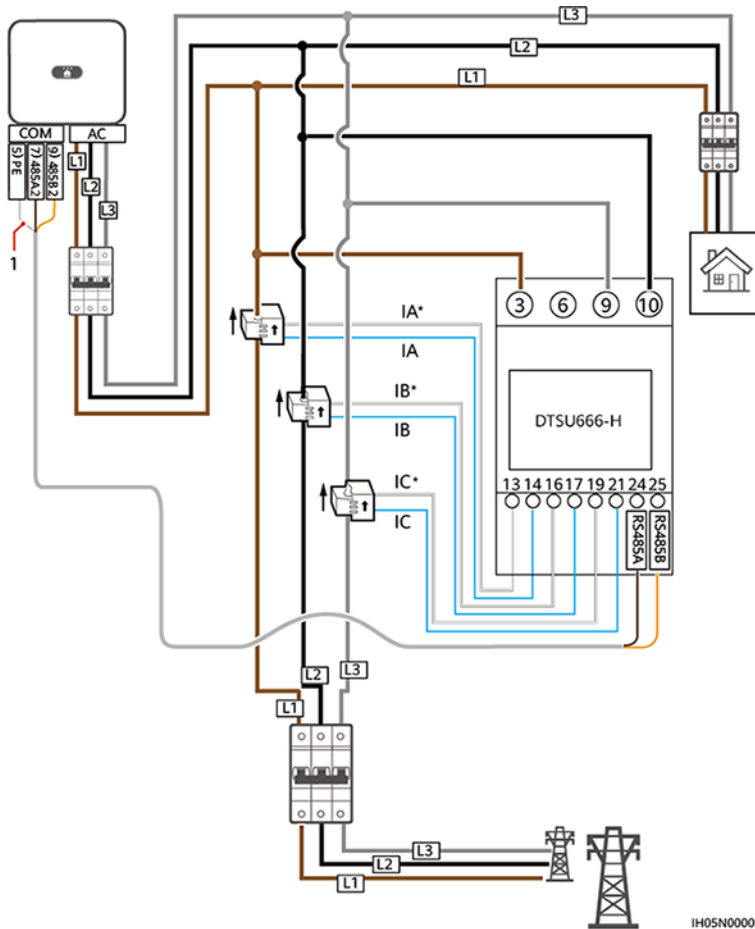 L3
L2
L1
COM
AC
5) PE
7) 485A2
9) 485B2
L1
L2
L3
1
3
6
9
10
IA*
IA
IB*
IB
IC*
IC
DTSU666-H
13 14 16 17 19 21 24 25
RS485A
RS485B
L2
L3
L1
L3
L2
L1
IH05N0000